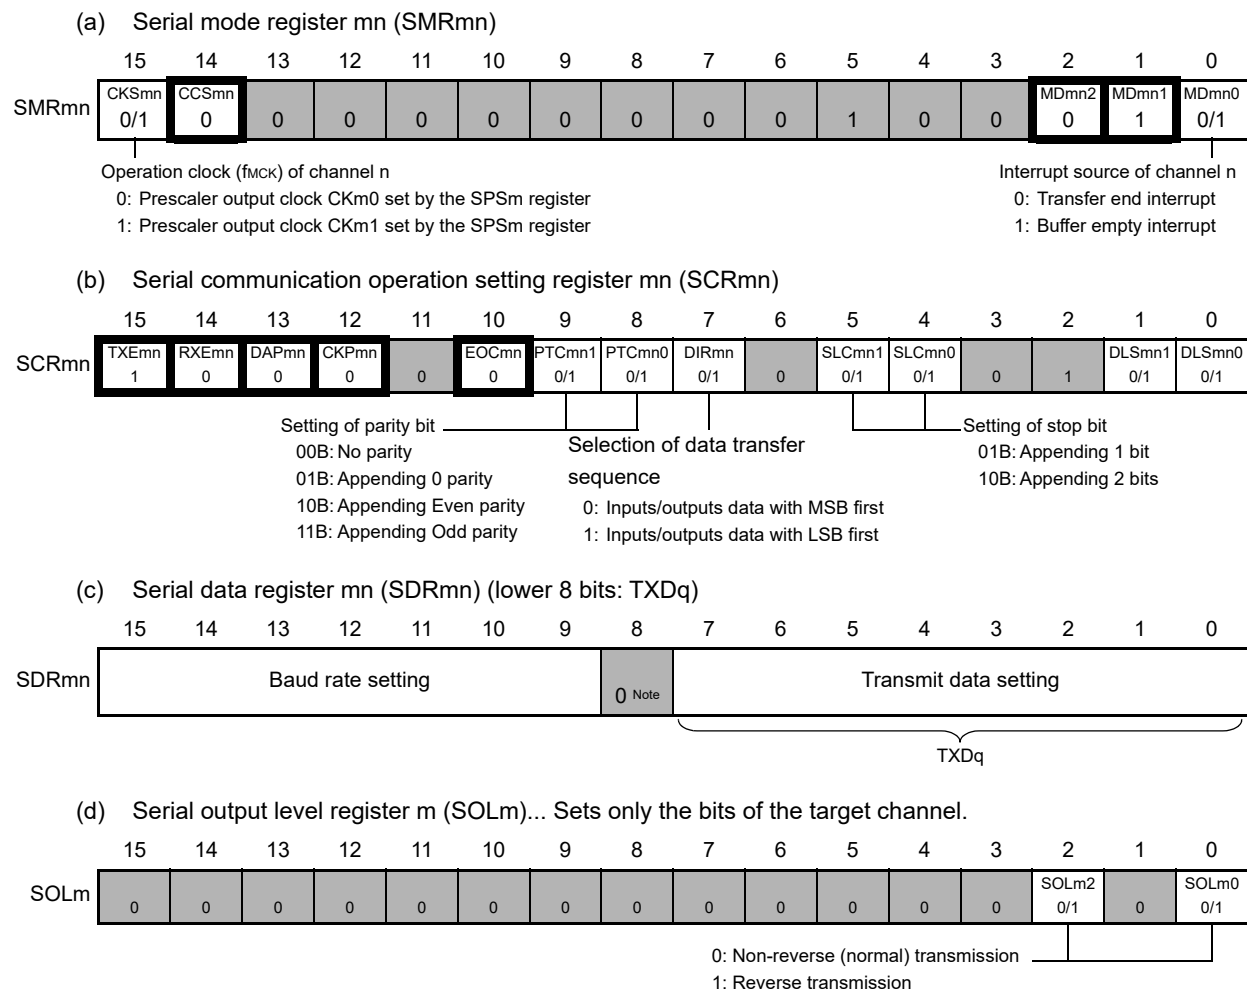 (a) Serial mode register mn (SMRmn)
15 14 13 12 11 10 9 8 7 6 5 4 3 2 1 0
CKSmn CCSmn MDmn2 MDmn1 MDmn0
SMRmn 0/1 0 0 0 0 0 0 0 0 0 1 0 0 0 1 0/1
Operation clock (fMCK) of channel n Interrupt source of channel n
0: Prescaler output clock CKm0 set by the SPSm register 0: Transfer end interrupt
1: Prescaler output clock CKm1 set by the SPSm register 1: Buffer empty interrupt
(b) Serial communication operation setting register mn (SCRmn)
15 14 13 12 11 10 9 8 7 6 5 4 3 2 1 0
TXEmn RXEmn DAPmn CKPmn EOCmn PTCmn1 PTCmn0 DIRmn SLCmn1 SLCmn0 DLSmn1 DLSmn0
SCRmn 1 0 0 0 0 0 0/1 0/1 0/1 0 0/1 0/1 0 1 0/1 0/1
Setting of parity bit
00B: No parity
01B: Appending 0 parity
10B: Appending Even parity
11B: Appending Odd parity
Selection of data transfer
sequence
0: Inputs/outputs data with MSB first
1: Inputs/outputs data with LSB first
Setting of stop bit
01B: Appending 1 bit
10B: Appending 2 bits
(c) Serial data register mn (SDRmn) (lower 8 bits: TXDq)
15 14 13 12 11 10 9 8 7 6 5 4 3 2 1 0
SDRmn Baud rate setting 0 Note Transmit data setting
TXDq
(d) Serial output level register m (SOLm)... Sets only the bits of the target channel.
15 14 13 12 11 10 9 8 7 6 5 4 3 2 1 0
SOLm2 SOLm0
SOLm 0 0 0 0 0 0 0 0 0 0 0 0 0 0/1 0 0/1
0: Non-reverse (normal) transmission
1: Reverse transmission